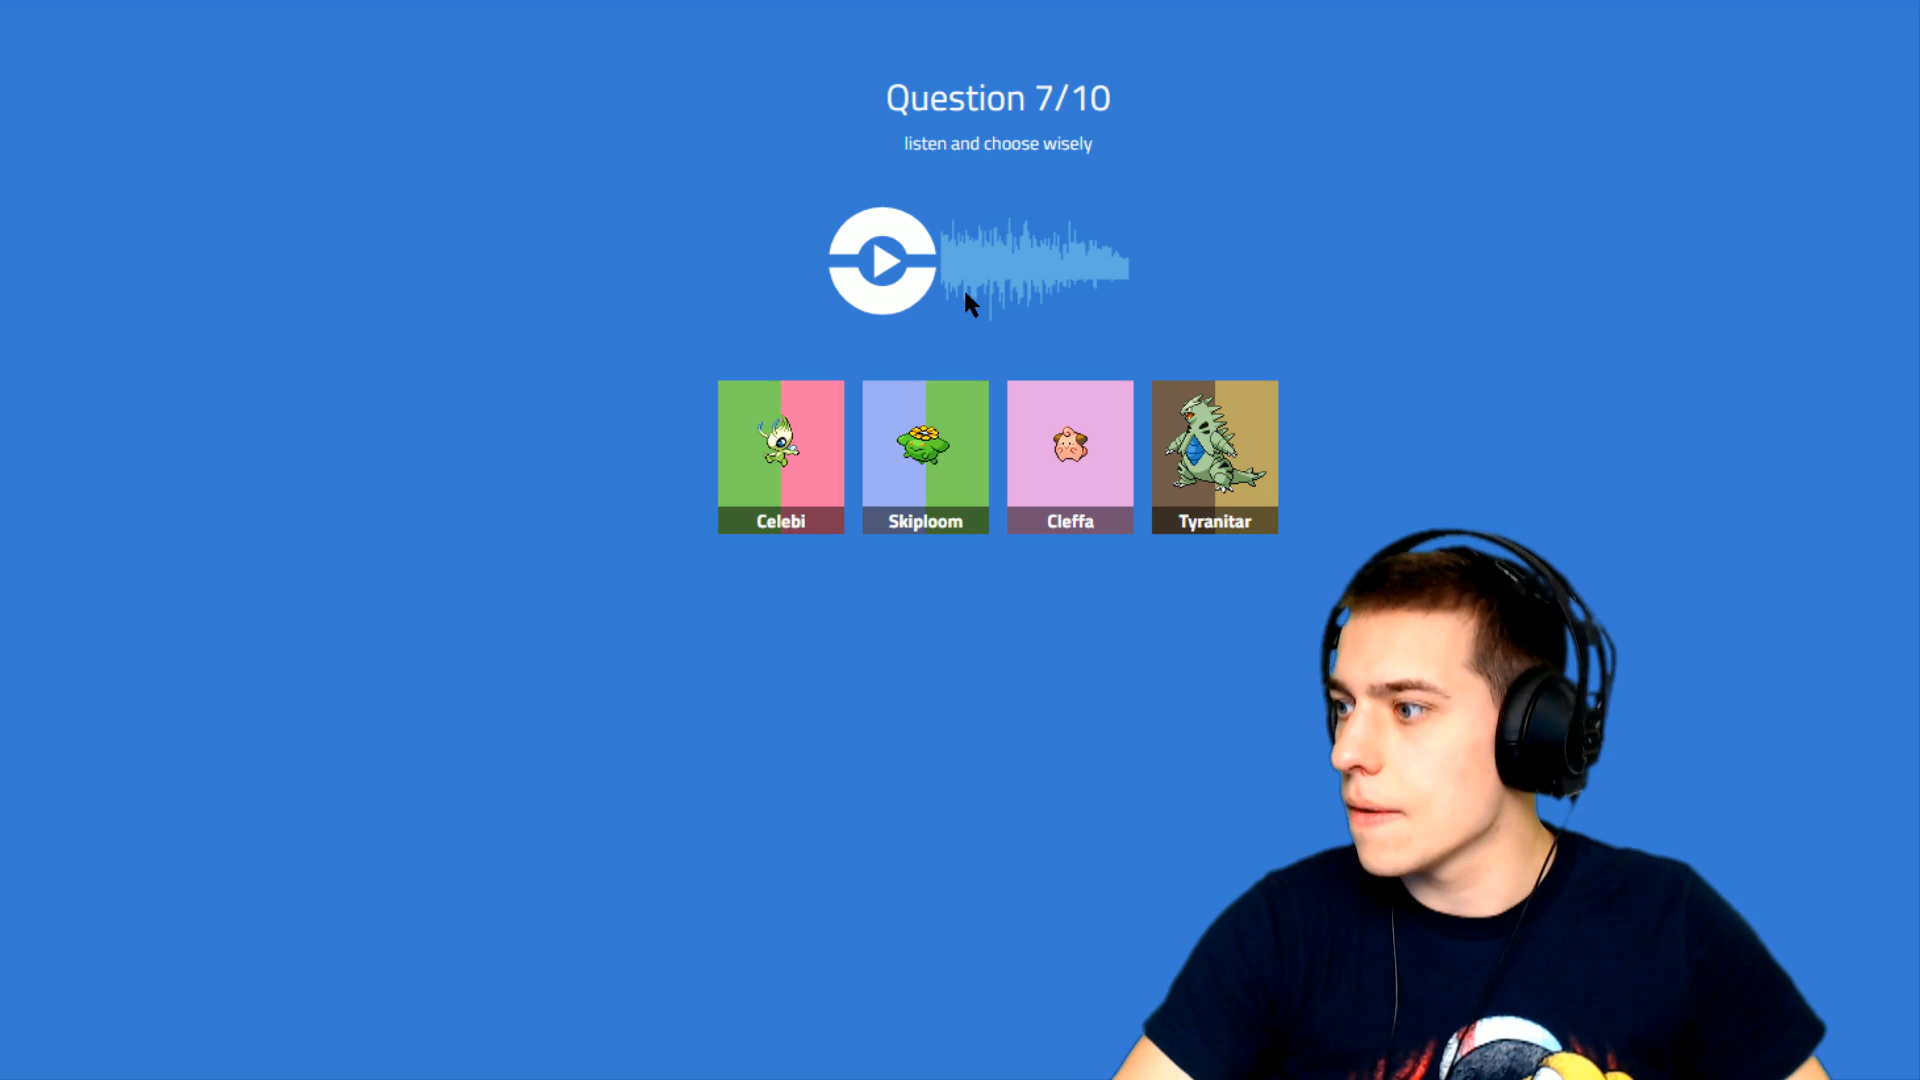 Question 7/10
listen and choose wisely
Celebi
Skiploom
Cleffa
Tyranitar